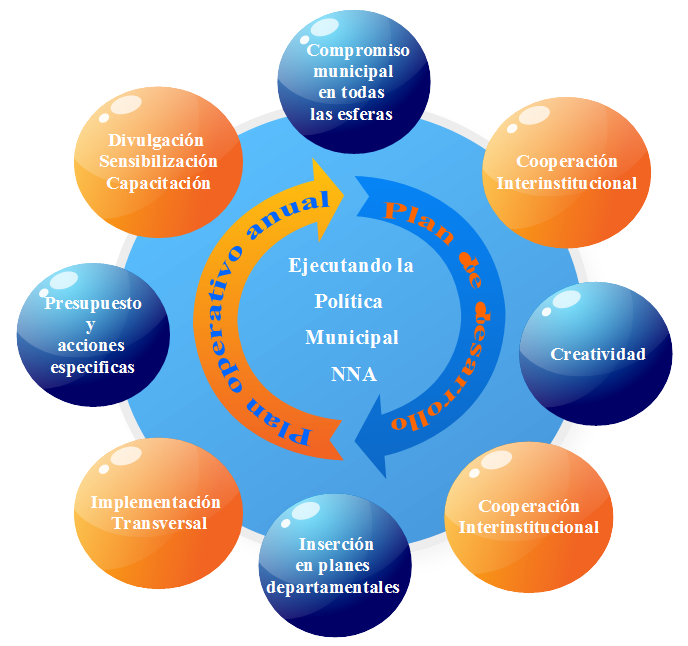 Compromiso
municipal
en todas
las esferas
Cooperación
Interinstitucional
Creatividad
Cooperación
Interinstitucional
Inserción
en planes
departamentales
Implementación
Transversal
Presupuesto
y
acciones
especificas
Divulgación
Sensibilización
Capacitación
Plan operativo anual
Plan de desarrollo
Ejecutando la
Política
Municipal
NNA